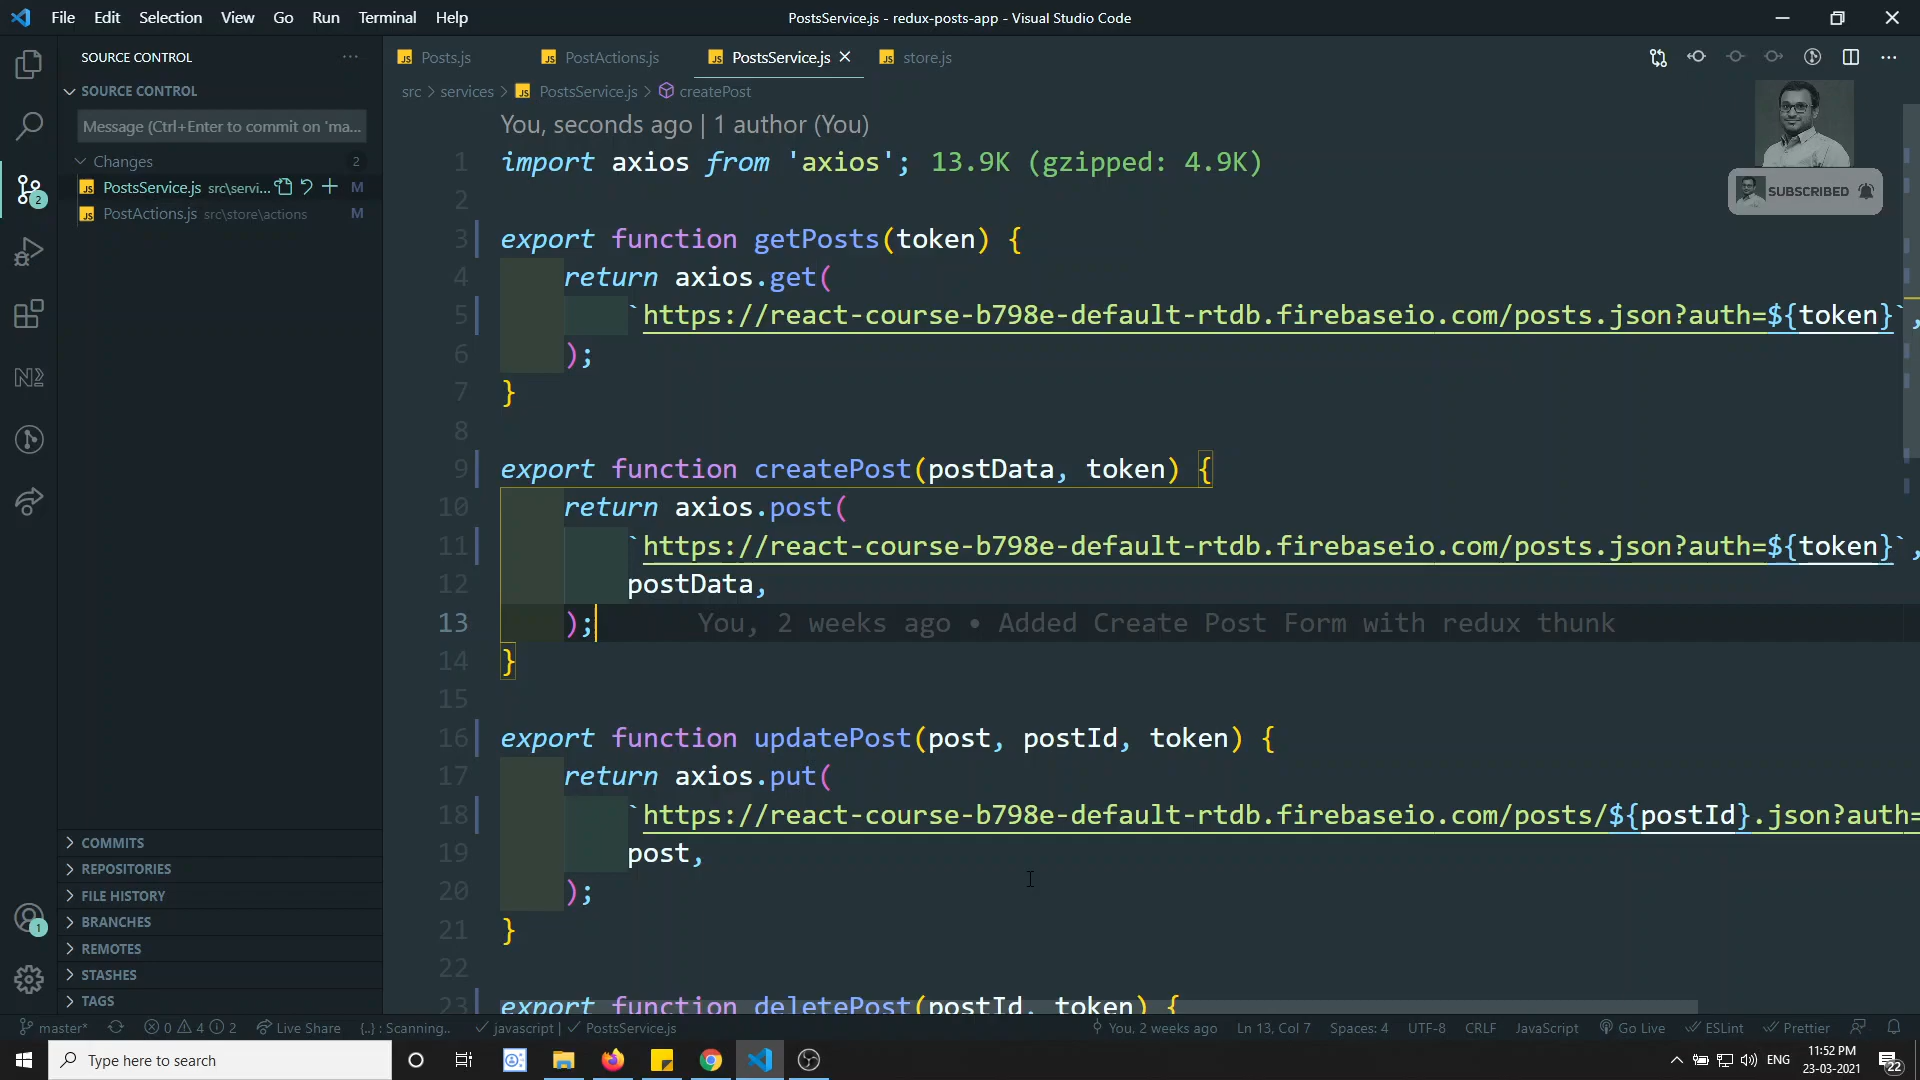 File Edit Selection View Go Run Terminal Help
PostsService.js - redux-posts-app - Visual Studio Code
SOURCE CONTROL
SOURCE CONTROL
Message (Ctrl+Enter to commit on 'ma...
Changes 2
PostsService.js src\servi... M
PostActions.js src\store\actions M
2
1
COMMITS
REPOSITORIES
FILE HISTORY
BRANCHES
REMOTES
STASHES
TAGS
Posts.js PostActions.js PostsService.js store.js
src > services > JS PostsService.js > createPost
SUBSCRIBED
You, seconds ago | 1 author (You)
1 import axios from 'axios'; 13.9K (gzipped: 4.9K)
2
3 export function getPosts(token) {
4 return axios.get(
5 `https://react-course-b798e-default-rtdb.firebaseio.com/posts.json?auth=${token}`,
6 );
7 }
8
9 export function createPost(postData, token) {
10 return axios.post(
11 `https://react-course-b798e-default-rtdb.firebaseio.com/posts.json?auth=${token}`,
12 postData,
13 ); You, 2 weeks ago • Added Create Post Form with redux thunk
14 }
15
16 export function updatePost(post, postId, token) {
17 return axios.put(
18 `https://react-course-b798e-default-rtdb.firebaseio.com/posts/${postId}.json?auth=
19 post,
20 );
21 }
22
23 export function deletePost(postId, token) {
master* 0 4 2 Live Share {..} : Scanning.. javascript | PostsService.js You, 2 weeks ago Ln 13, Col 7 Spaces: 4 UTF-8 CRLF JavaScript Go Live ESLint Prettier
Type here to search
ENG
11:52 PM
23-03-2021
22